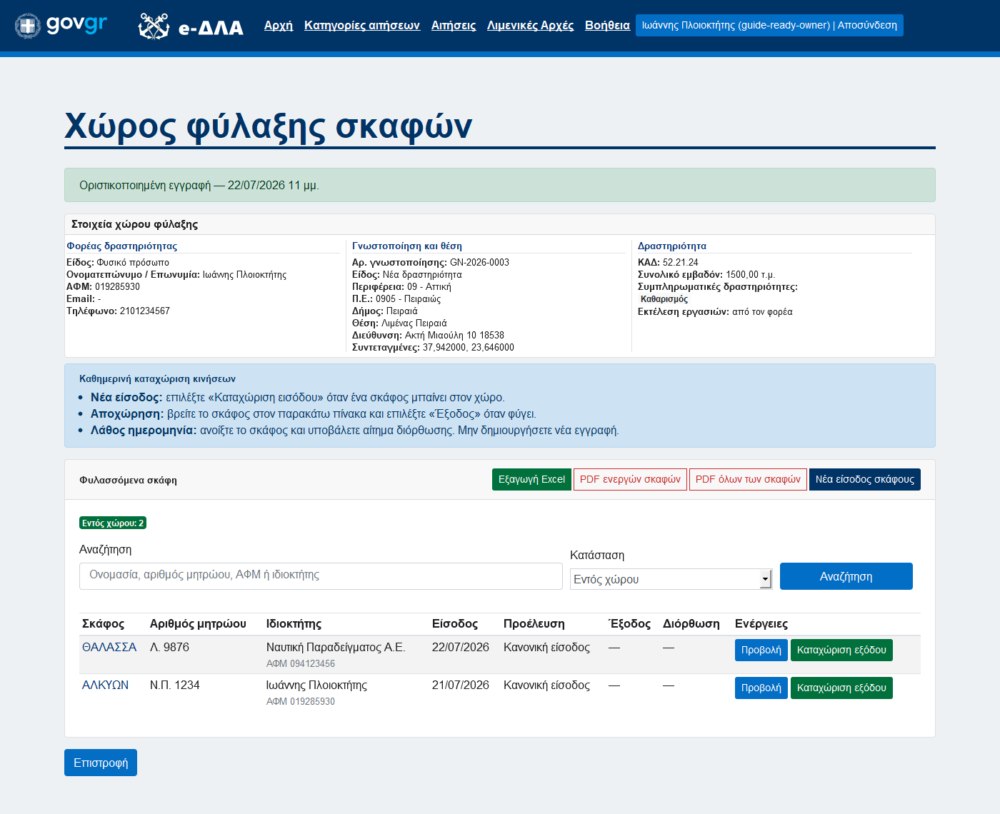 govgr e-ΔΛΑ Αρχή Κατηγορίες αιτήσεων Αιτήσεις Λιμενικές Αρχές Βοήθεια Ιωάννης Πλοιοκτήτης (guide-ready-owner) | Αποσύνδεση
Χώρος φύλαξης σκαφών
Οριστικοποιημένη εγγραφή — 22/07/2026 11 μμ.
Στοιχεία χώρου φύλαξης
Φορέας δραστηριότητας
Είδος: Φυσικό πρόσωπο
Ονοματεπώνυμο / Επωνυμία: Ιωάννης Πλοιοκτήτης
ΑΦΜ: 019285930
Email: -
Τηλέφωνο: 2101234567
Γνωστοποίηση και θέση
Αρ. γνωστοποίησης: GN-2026-0003
Είδος: Νέα δραστηριότητα
Περιφέρεια: 09 - Αττική
Π.Ε.: 0905 - Πειραιώς
Δήμος: Πειραιά
Θέση: Λιμένας Πειραιά
Διεύθυνση: Ακτή Μιαούλη 10 18538
Συντεταγμένες: 37,942000, 23,646000
Δραστηριότητα
ΚΑΔ: 52.21.24
Συνολικό εμβαδόν: 1500,00 τ.μ.
Συμπληρωματικές δραστηριότητες:
Καθαρισμός
Εκτέλεση εργασιών: από τον φορέα
Καθημερινή καταχώριση κινήσεων
• Νέα είσοδος: επιλέξτε «Καταχώριση εισόδου» όταν ένα σκάφος μπαίνει στον χώρο.
• Αποχώρηση: βρείτε το σκάφος στον παρακάτω πίνακα και επιλέξτε «Έξοδος» όταν φύγει.
• Λάθος ημερομηνία: ανοίξτε το σκάφος και υποβάλετε αίτημα διόρθωσης. Μην δημιουργήσετε νέα εγγραφή.
Φυλασσόμενα σκάφη Εξαγωγή Excel PDF ενεργών σκαφών PDF όλων των σκαφών Νέα είσοδος σκάφους
Εντός χώρου: 2
Αναζήτηση
Ονομασία, αριθμός μητρώου, ΑΦΜ ή ιδιοκτήτης
Κατάσταση
Εντός χώρου
Αναζήτηση
Σκάφος Αριθμός μητρώου Ιδιοκτήτης Είσοδος Προέλευση Έξοδος Διόρθωση Ενέργειες
ΘΑΛΑΣΣΑ Λ. 9876 Ναυτική Παραδείγματος Α.Ε. 22/07/2026 Κανονική είσοδος — — Προβολή Καταχώριση εξόδου
ΑΦΜ 094123456
ΑΛΚΥΩΝ Ν.Π. 1234 Ιωάννης Πλοιοκτήτης 21/07/2026 Κανονική είσοδος — — Προβολή Καταχώριση εξόδου
ΑΦΜ 019285930
Επιστροφή